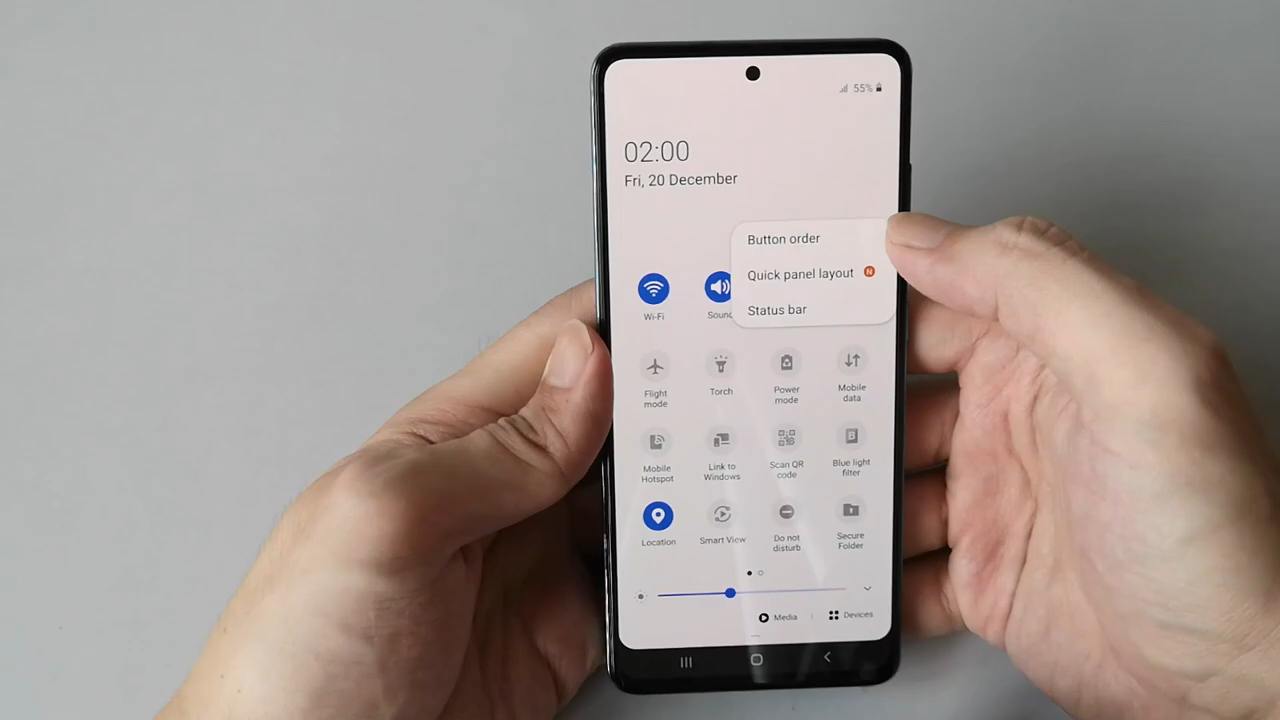 55%
02:00
Fri, 20 December
Button order
Quick panel layout N
Status bar
Wi-Fi Sound
Flight mode
Torch
Power mode
Mobile data
Mobile Hotspot
Link to Windows
Scan QR code
B
Blue light filter
Location
Smart View
Do not disturb
Secure Folder
Media | Devices